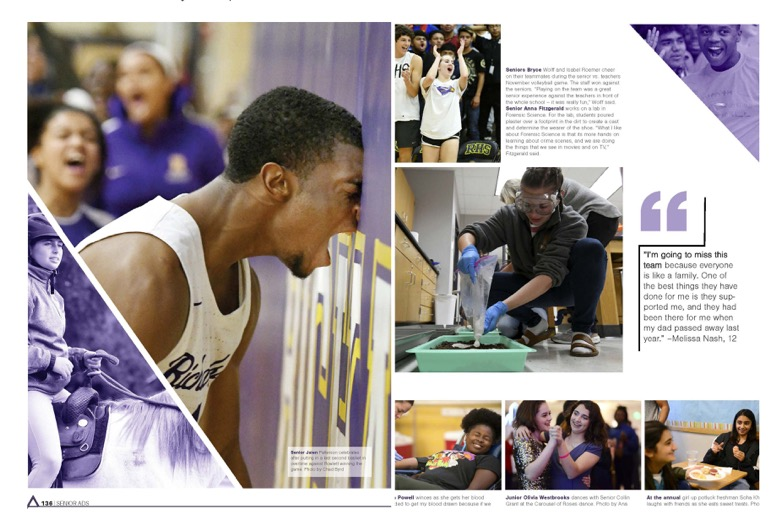 Senior Jalen Patterson celebrates
after putting in a last second basket in
overtime against Roswell winning the
game. Photo by Chad Byrd
136 | SENIOR ADS
RHS
Seniors Bryce Wolff and Isabel Roemer cheer
on their teammates during the senior vs. teachers
November volleyball game. The staff won against
the seniors. "Playing on the team was a great
senior experience against the teachers in front of
the whole school – it was really fun," Wolff said.
Senior Anna Fitzgerald works on a lab in
Forensic Science. For the lab, students poured
plaster over a footprint in the dirt to create a cast
and determine the wearer of the shoe. "What I like
about Forensic Science is that its more hands on
learning about crime scenes, and we are doing
the things that we see in movies and on TV,"
Fitzgerald said.
"I'm going to miss this
team because everyone
is like a family. One of
the best things they have
done for me is they sup-
ported me, and they had
been there for me when
my dad passed away last
year." –Melissa Nash, 12
Powell winces as she gets her blood
ted to get my blood drawn because if we
Junior Olivia Westbrooks dances with Senior Collin
Grant at the Carousel of Roses dance. Photo by Ana
At the annual girl up potluck freshman Scha Kh
laughs with friends as she eats sweet treats. Pho